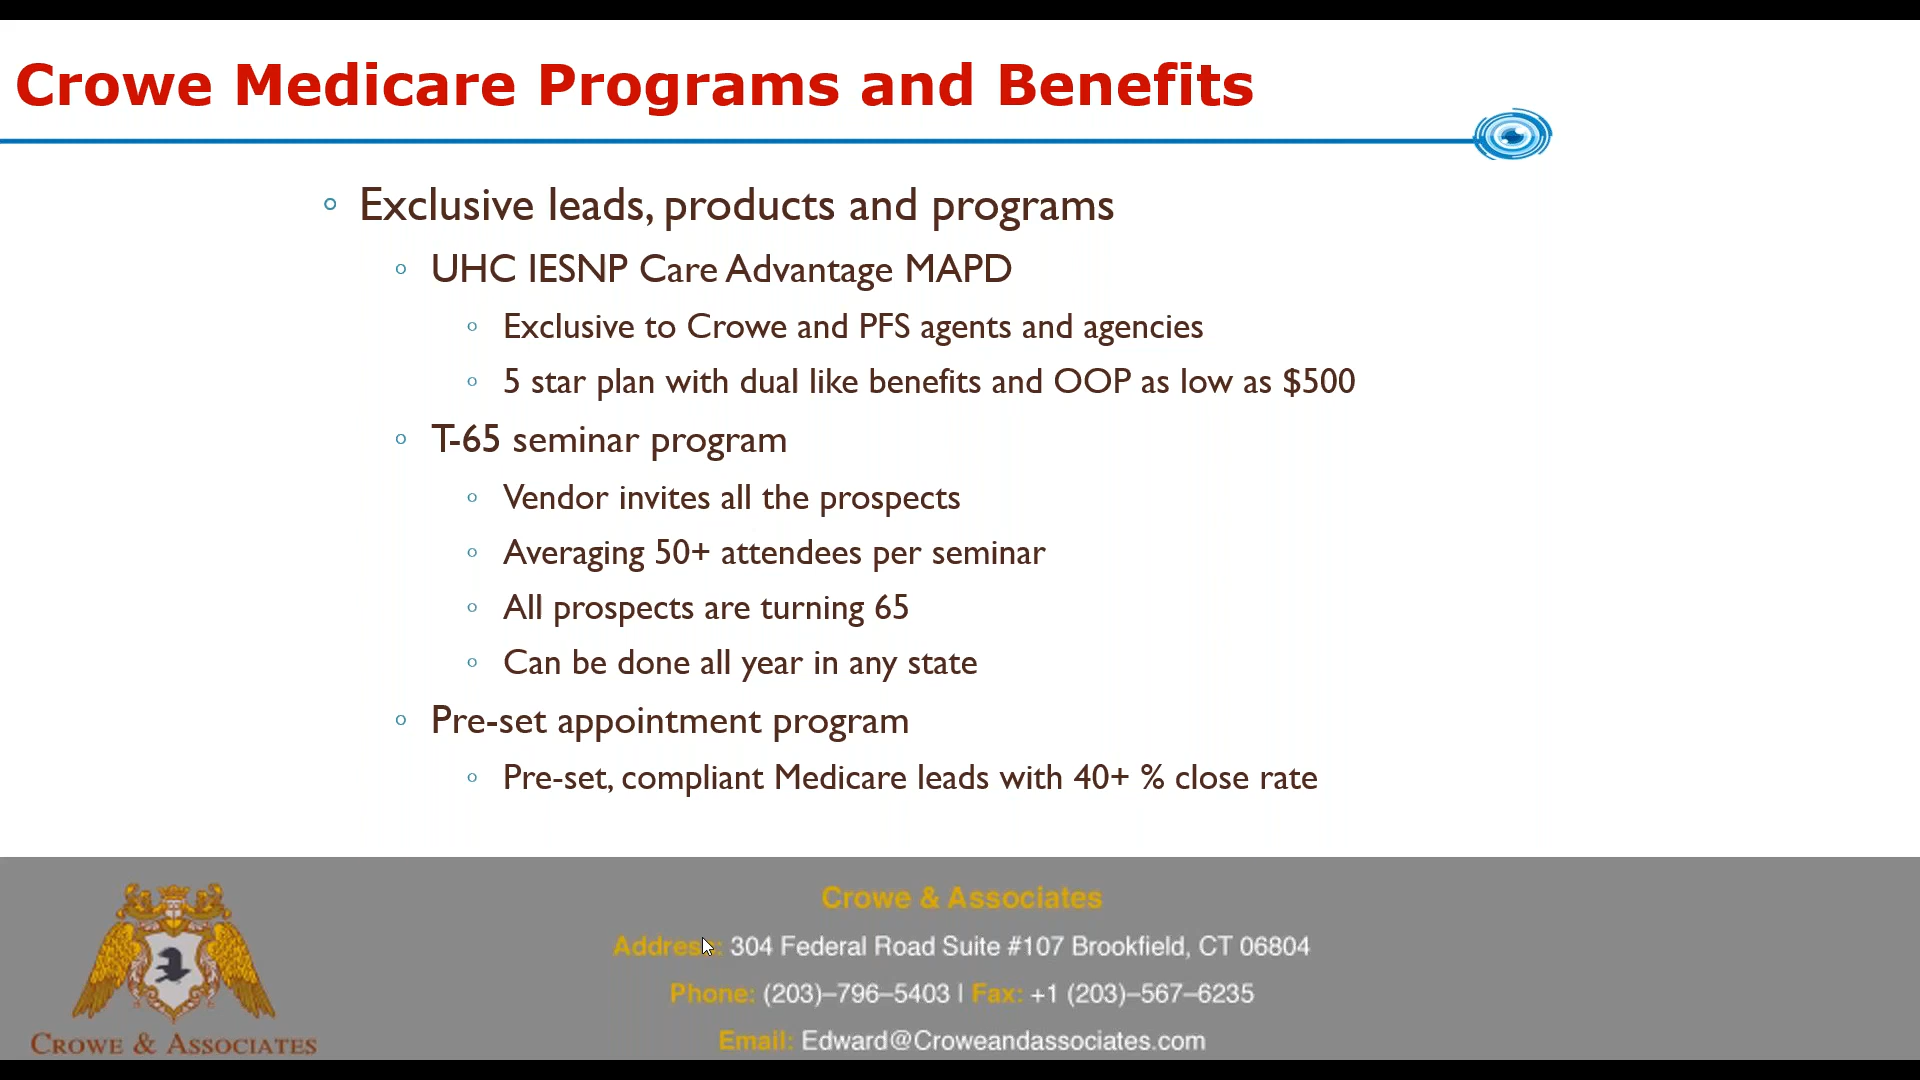 Crowe Medicare Programs and Benefits
Exclusive leads, products and programs
UHC IESNP Care Advantage MAPD
Exclusive to Crowe and PFS agents and agencies
5 star plan with dual like benefits and OOP as low as $500
T-65 seminar program
Vendor invites all the prospects
Averaging 50+ attendees per seminar
All prospects are turning 65
Can be done all year in any state
Pre-set appointment program
Pre-set, compliant Medicare leads with 40+ % close rate
Crowe & Associates
Address: 304 Federal Road Suite #107 Brookfield, CT 06804
Phone: (203)–796–5403 | Fax: +1 (203)–567–6235
Email: Edward@Croweandassociates.com
CROWE & ASSOCIATES